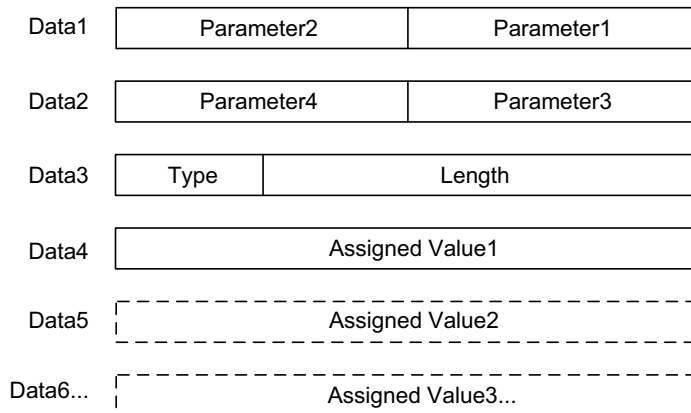 Data1 Parameter2 Parameter1
Data2 Parameter4 Parameter3
Data3 Type Length
Data4 Assigned Value1
Data5 Assigned Value2
Data6... Assigned Value3...